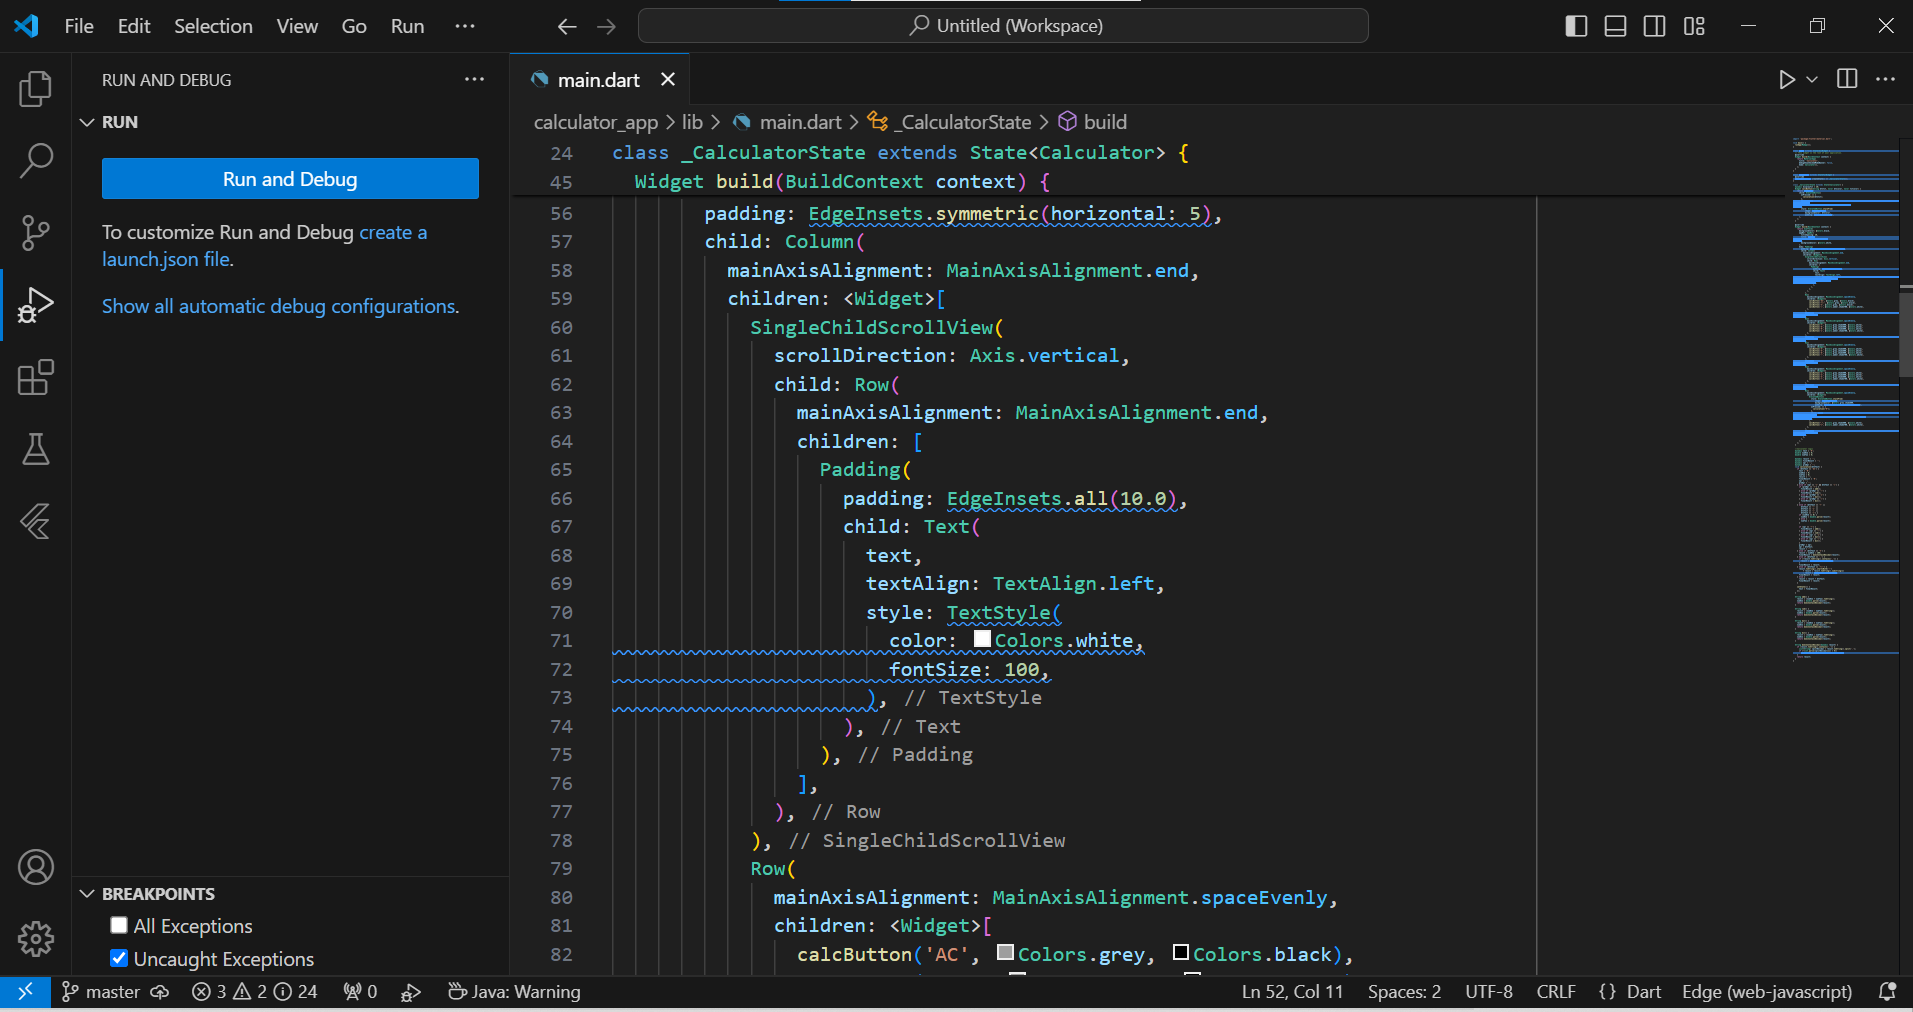 File Edit Selection View Go Run ···
Untitled (Workspace)
RUN AND DEBUG
RUN
Run and Debug
To customize Run and Debug create a
launch.json file.
Show all automatic debug configurations.
BREAKPOINTS
All Exceptions
Uncaught Exceptions
main.dart
calculator_app > lib > main.dart > _CalculatorState > build
24 class _CalculatorState extends State<Calculator> {
45 Widget build(BuildContext context) {
56 padding: EdgeInsets.symmetric(horizontal: 5),
57 child: Column(
58 mainAxisAlignment: MainAxisAlignment.end,
59 children: <Widget>[
60 SingleChildScrollView(
61 scrollDirection: Axis.vertical,
62 child: Row(
63 mainAxisAlignment: MainAxisAlignment.end,
64 children: [
65 Padding(
66 padding: EdgeInsets.all(10.0),
67 child: Text(
68 text,
69 textAlign: TextAlign.left,
70 style: TextStyle(
71 color: Colors.white,
72 fontSize: 100,
73 ), // TextStyle
74 ), // Text
75 ), // Padding
76 ],
77 ), // Row
78 ), // SingleChildScrollView
79 Row(
80 mainAxisAlignment: MainAxisAlignment.spaceEvenly,
81 children: <Widget>[
82 calcButton('AC', Colors.grey, Colors.black),
master 3 2 24 0 Java: Warning Ln 52, Col 11 Spaces: 2 UTF-8 CRLF {} Dart Edge (web-javascript)